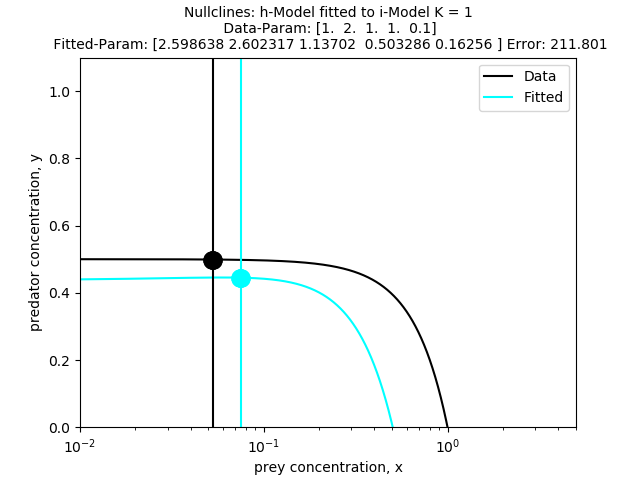 Nullclines: h-Model fitted to i-Model K = 1
Data-Param: [1. 2. 1. 1. 0.1]
Fitted-Param: [2.598638 2.602317 1.13702 0.503286 0.16256 ] Error: 211.801
Data
Fitted
1.0
0.8
0.6
0.4
0.2
0.0
predator concentration, y
10⁻²
10⁻¹
10⁰
prey concentration, x